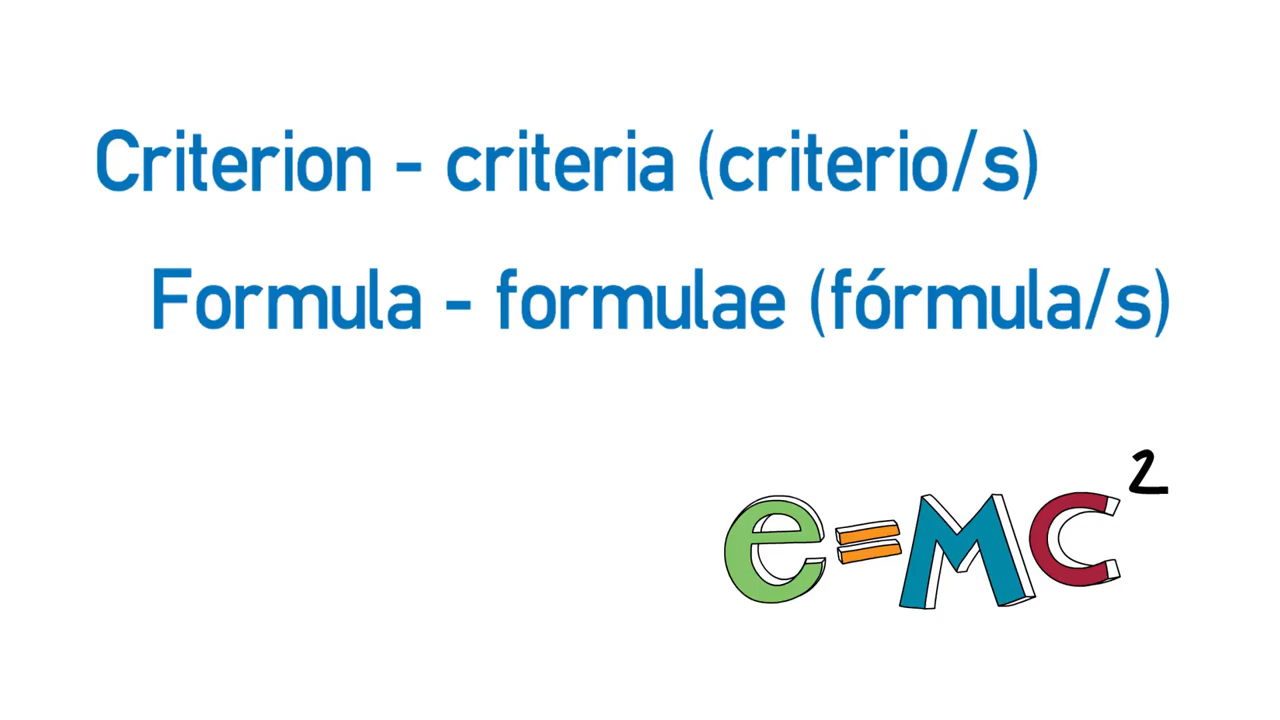 Criterion - criteria (criterio/s)
Formula - formulae (fórmula/s)
e=Mc²